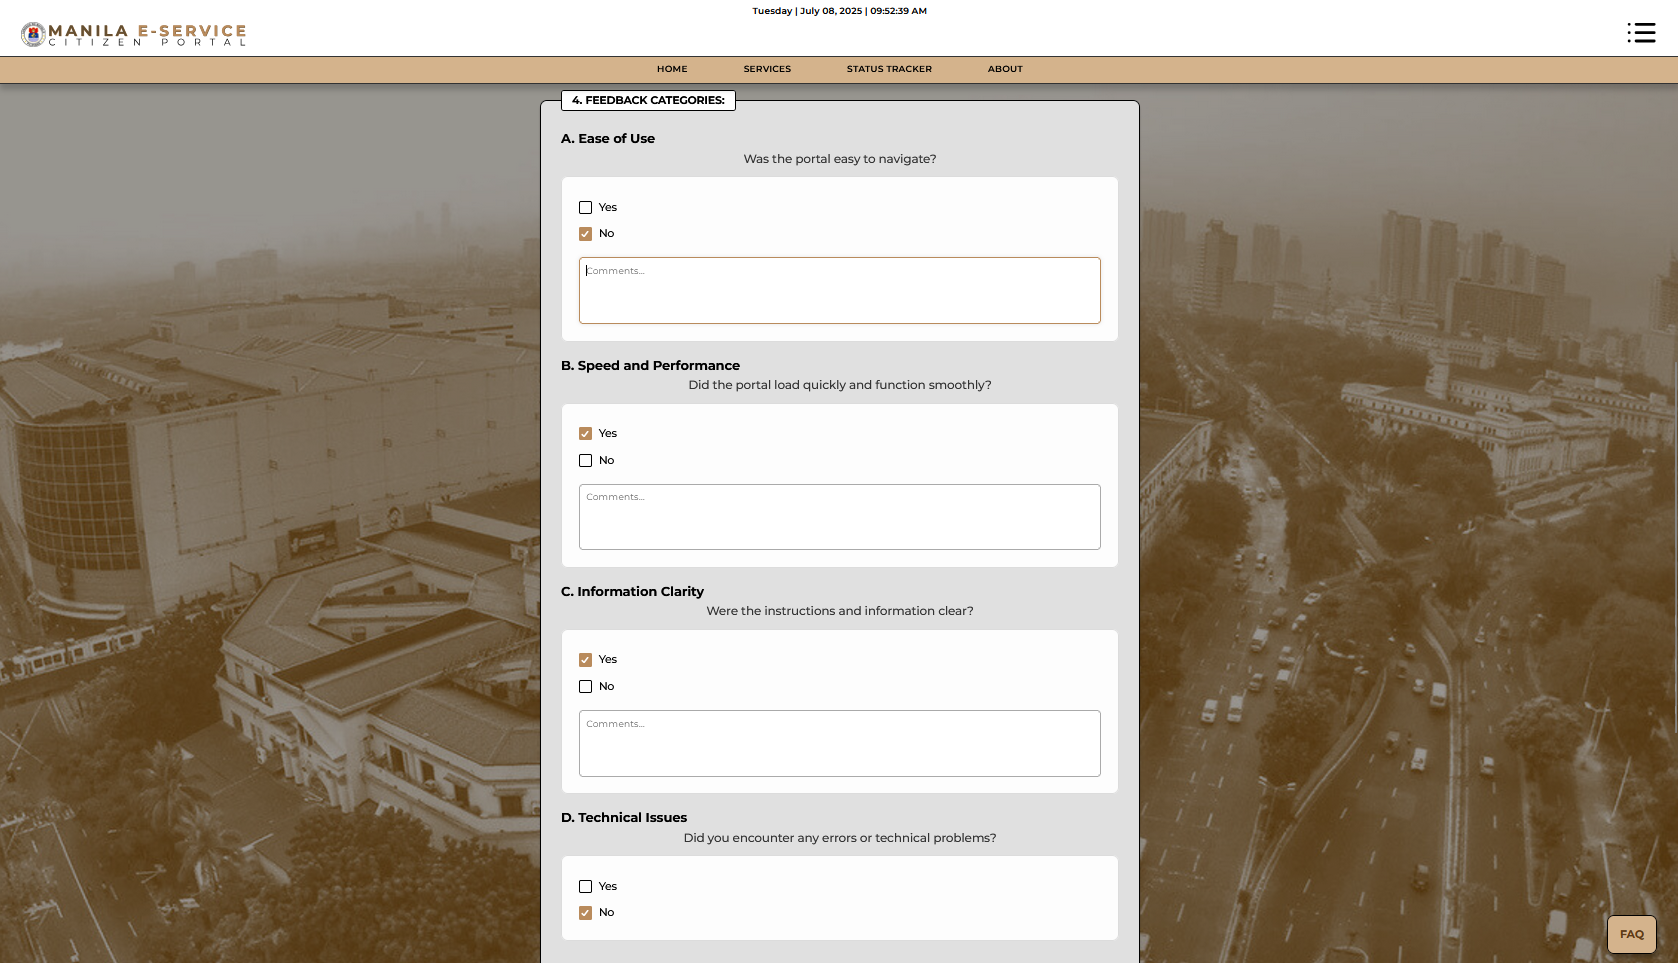 Tuesday | July 08, 2025 | 09:52:39 AM
MANILA E-SERVICE
CITIZEN PORTAL
HOME SERVICES STATUS TRACKER ABOUT
4. FEEDBACK CATEGORIES:
A. Ease of Use
Was the portal easy to navigate?
Yes
No
Comments...
B. Speed and Performance
Did the portal load quickly and function smoothly?
Yes
No
Comments...
C. Information Clarity
Were the instructions and information clear?
Yes
No
Comments...
D. Technical Issues
Did you encounter any errors or technical problems?
Yes
No
FAQ